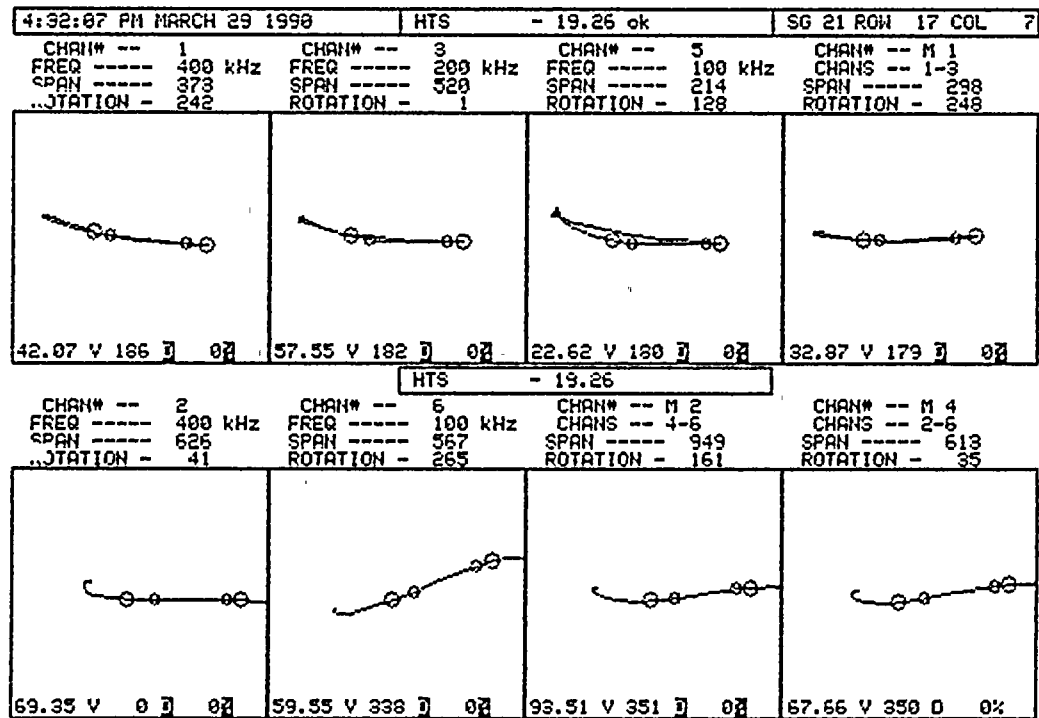 4:32:07 PM MARCH 29 1990 HTS - 19.26 ok SG 21 ROW 17 COL 7
CHAN# -- 1 CHAN# -- 3 CHAN# -- 5 CHAN# -- M 1
FREQ ----- 400 kHz FREQ ----- 200 kHz FREQ ----- 100 kHz CHANS -- 1-3
SPAN ----- 373 SPAN ----- 520 SPAN ----- 214 SPAN ----- 298
..OTATION - 242 ROTATION - 1 ROTATION - 128 ROTATION - 248
42.07 V 186 D 0% 57.55 V 182 D 0% 22.62 V 180 D 0% 32.87 V 179 D 0%
HTS - 19.26
CHAN# -- 2 CHAN# -- 6 CHAN# -- M 2 CHAN# -- M 4
FREQ ----- 400 kHz FREQ ----- 100 kHz CHANS -- 4-6 CHANS -- 2-6
SPAN ----- 626 SPAN ----- 567 SPAN ----- 949 SPAN ----- 613
..OTATION - 41 ROTATION - 265 ROTATION - 161 ROTATION - 35
69.35 V 0 D 0% 59.55 V 338 D 0% 93.51 V 351 D 0% 67.66 V 350 D 0%